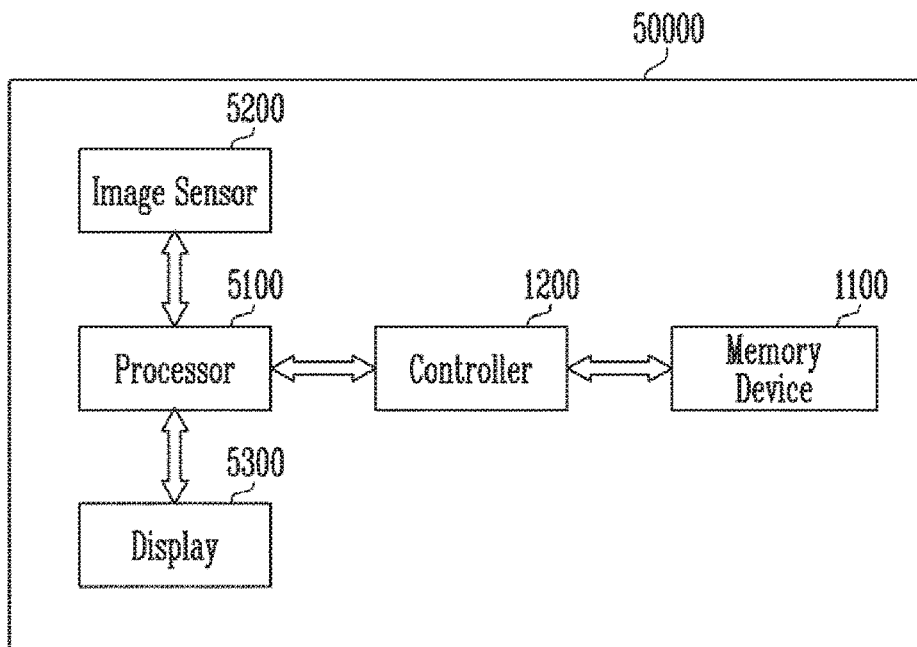 50000
5200
Image Sensor
5100
Processor
1200
Controller
1100
Memory
Device
5300
Display